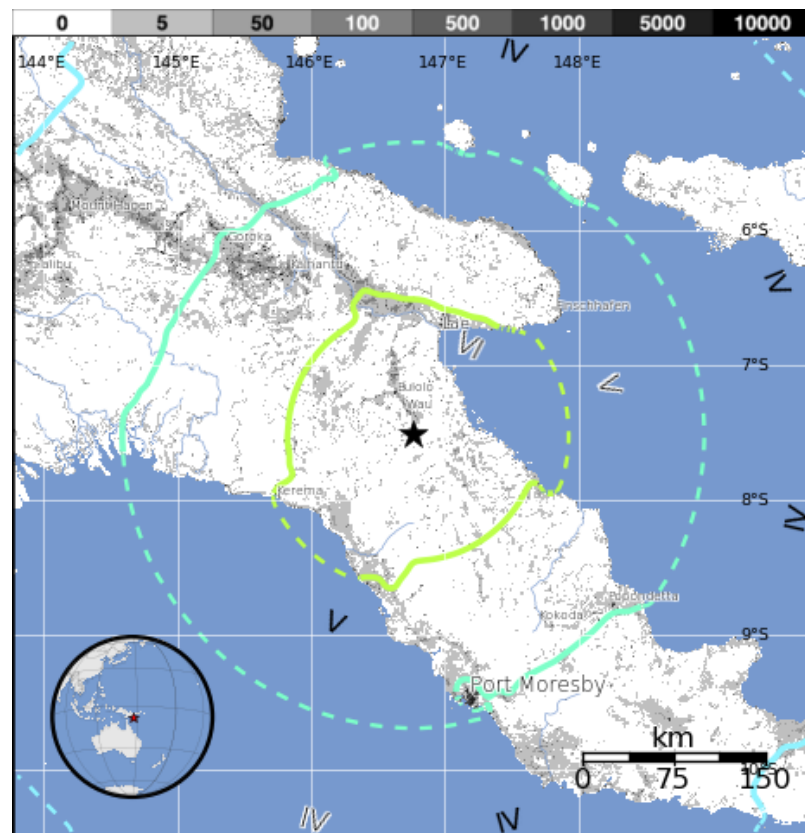 0 5 50 100 500 1000 5000 10000
144°E 145°E 146°E 147°E 148°E
IV
Mount Hagen
6°S
Goroka
Kainantu
IV
Finschhafen
Lae
VI
7°S
V
Bulolo
Wau
8°S
Kerema
IV
Popondetta
Kokoda
V
9°S
Port Moresby
km
0 75 150
IV
IV